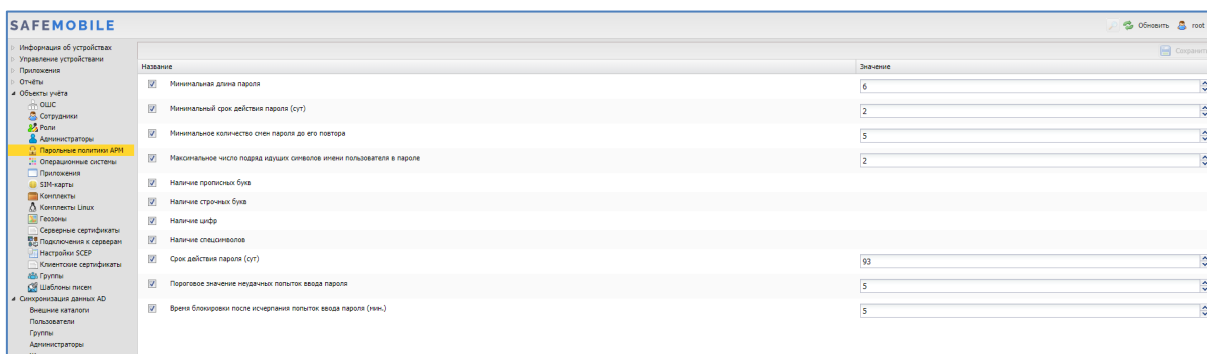 SAFEMOBILE
Обновить root
Информация об устройствах
Управление устройствами
Приложения
Отчёты
Объекты учёта
ОШС
Сотрудники
Роли
Администраторы
Парольные политики АРМ
Операционные системы
Приложения
SIM-карты
Комплекты
Комплекты Linux
Геозоны
Серверные сертификаты
Подключения к серверам
Настройки SCEP
Клиентские сертификаты
Группы
Шаблоны писем
Синхронизация данных AD
Внешние каталоги
Пользователи
Группы
Администраторы
Сохранить
Название Значение
Минимальная длина пароля 6
Минимальный срок действия пароля (сут) 2
Минимальное количество смен пароля до его повтора 5
Максимальное число подряд идущих символов имени пользователя в пароле 2
Наличие прописных букв
Наличие строчных букв
Наличие цифр
Наличие спецсимволов
Срок действия пароля (сут) 93
Пороговое значение неудачных попыток ввода пароля 5
Время блокировки после исчерпания попыток ввода пароля (мин.) 5